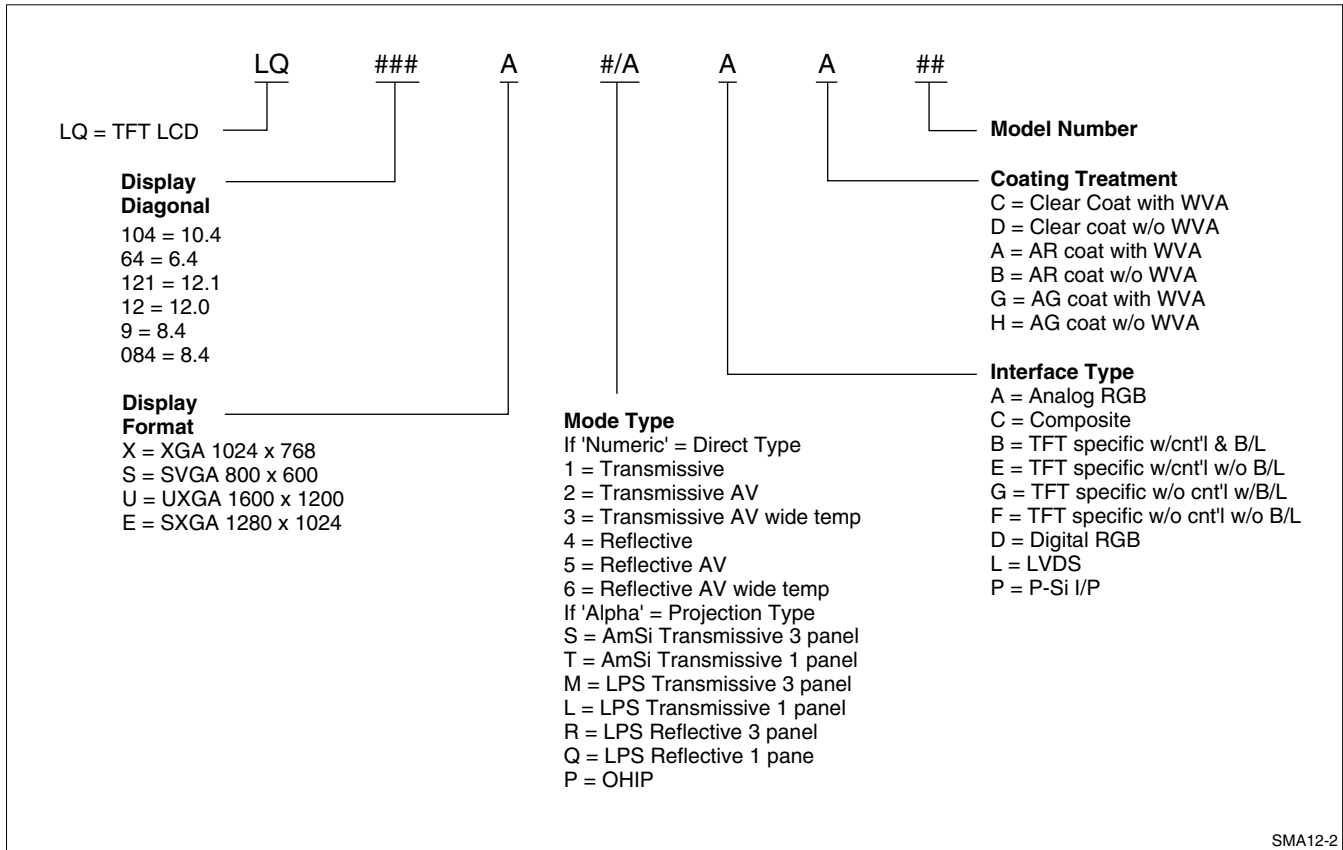 LQ ### A #/A A A ##
LQ = TFT LCD
Display
Diagonal
104 = 10.4
64 = 6.4
121 = 12.1
12 = 12.0
9 = 8.4
084 = 8.4
Display
Format
X = XGA 1024 x 768
S = SVGA 800 x 600
U = UXGA 1600 x 1200
E = SXGA 1280 x 1024
Mode Type
If 'Numeric' = Direct Type
1 = Transmissive
2 = Transmissive AV
3 = Transmissive AV wide temp
4 = Reflective
5 = Reflective AV
6 = Reflective AV wide temp
If 'Alpha' = Projection Type
S = AmSi Transmissive 3 panel
T = AmSi Transmissive 1 panel
M = LPS Transmissive 3 panel
L = LPS Transmissive 1 panel
R = LPS Reflective 3 panel
Q = LPS Reflective 1 pane
P = OHIP
Model Number
Coating Treatment
C = Clear Coat with WVA
D = Clear coat w/o WVA
A = AR coat with WVA
B = AR coat w/o WVA
G = AG coat with WVA
H = AG coat w/o WVA
Interface Type
A = Analog RGB
C = Composite
B = TFT specific w/cnt'l & B/L
E = TFT specific w/cnt'l w/o B/L
G = TFT specific w/o cnt'l w/B/L
F = TFT specific w/o cnt'l w/o B/L
D = Digital RGB
L = LVDS
P = P-Si I/P
SMA12-2